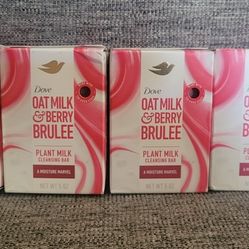 Dove
OAT MILK
& BERRY
BRULEE
PLANT MILK
CLEANSING BAR
A MOISTURE MARVEL
NET WT 5 OZ
Dove
OAT MILK
& BERRY
BRULEE
PLANT MILK
CLEANSING BAR
A MOISTURE MARVEL
NET WT 5 OZ